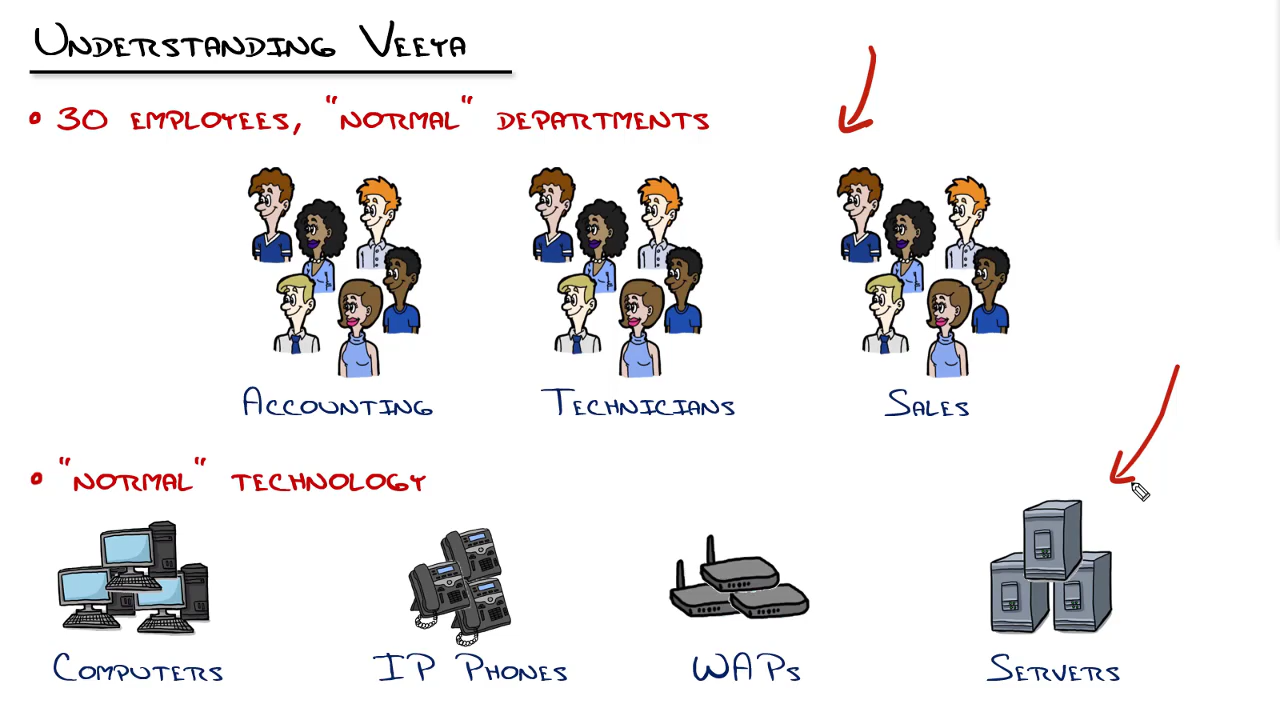 Understanding Veeya
30 employees, "normal" departments
Accounting
Technicians
Sales
"normal" technology
Computers
IP Phones
WAPs
Servers